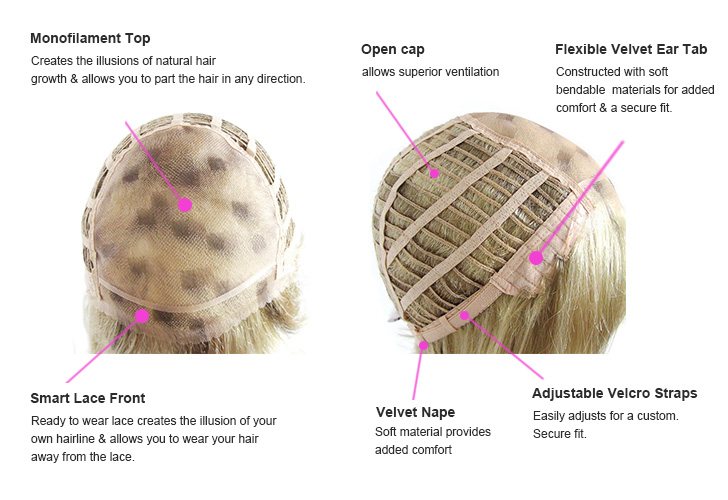 Monofilament Top
Creates the illusions of natural hair
growth & allows you to part the hair in any direction.
Open cap
allows superior ventilation
Flexible Velvet Ear Tab
Constructed with soft
bendable  materials for added
comfort & a secure fit.
Smart Lace Front
Ready to wear lace creates the illusion of your
own hairline & allows you to wear your hair
away from the lace.
Velvet Nape
Soft material provides
added comfort
Adjustable Velcro Straps
Easily adjusts for a custom.
Secure fit.